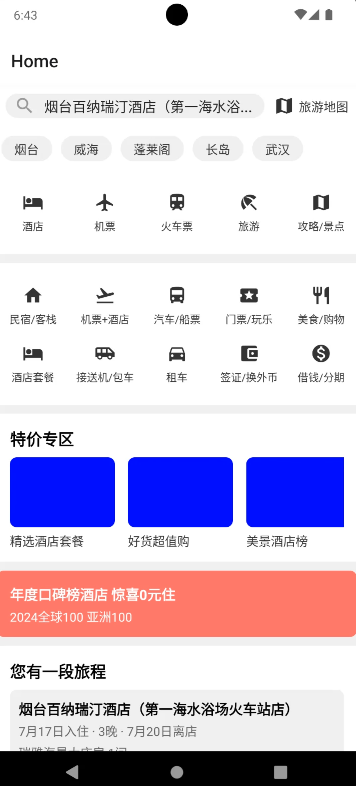 6:43
Home
烟台百纳瑞汀酒店（第一海水浴...
旅游地图
烟台 威海 蓬莱阁 长岛 武汉
酒店 机票 火车票 旅游 攻略/景点
民宿/客栈 机票+酒店 汽车/船票 门票/玩乐 美食/购物
酒店套餐 接送机/包车 租车 签证/换外币 借钱/分期
特价专区
精选酒店套餐 好货超值购 美景酒店榜
年度口碑榜酒店 惊喜0元住
2024全球100 亚洲100
您有一段旅程
烟台百纳瑞汀酒店（第一海水浴场火车站店）
7月17日入住 · 3晚 · 7月20日离店